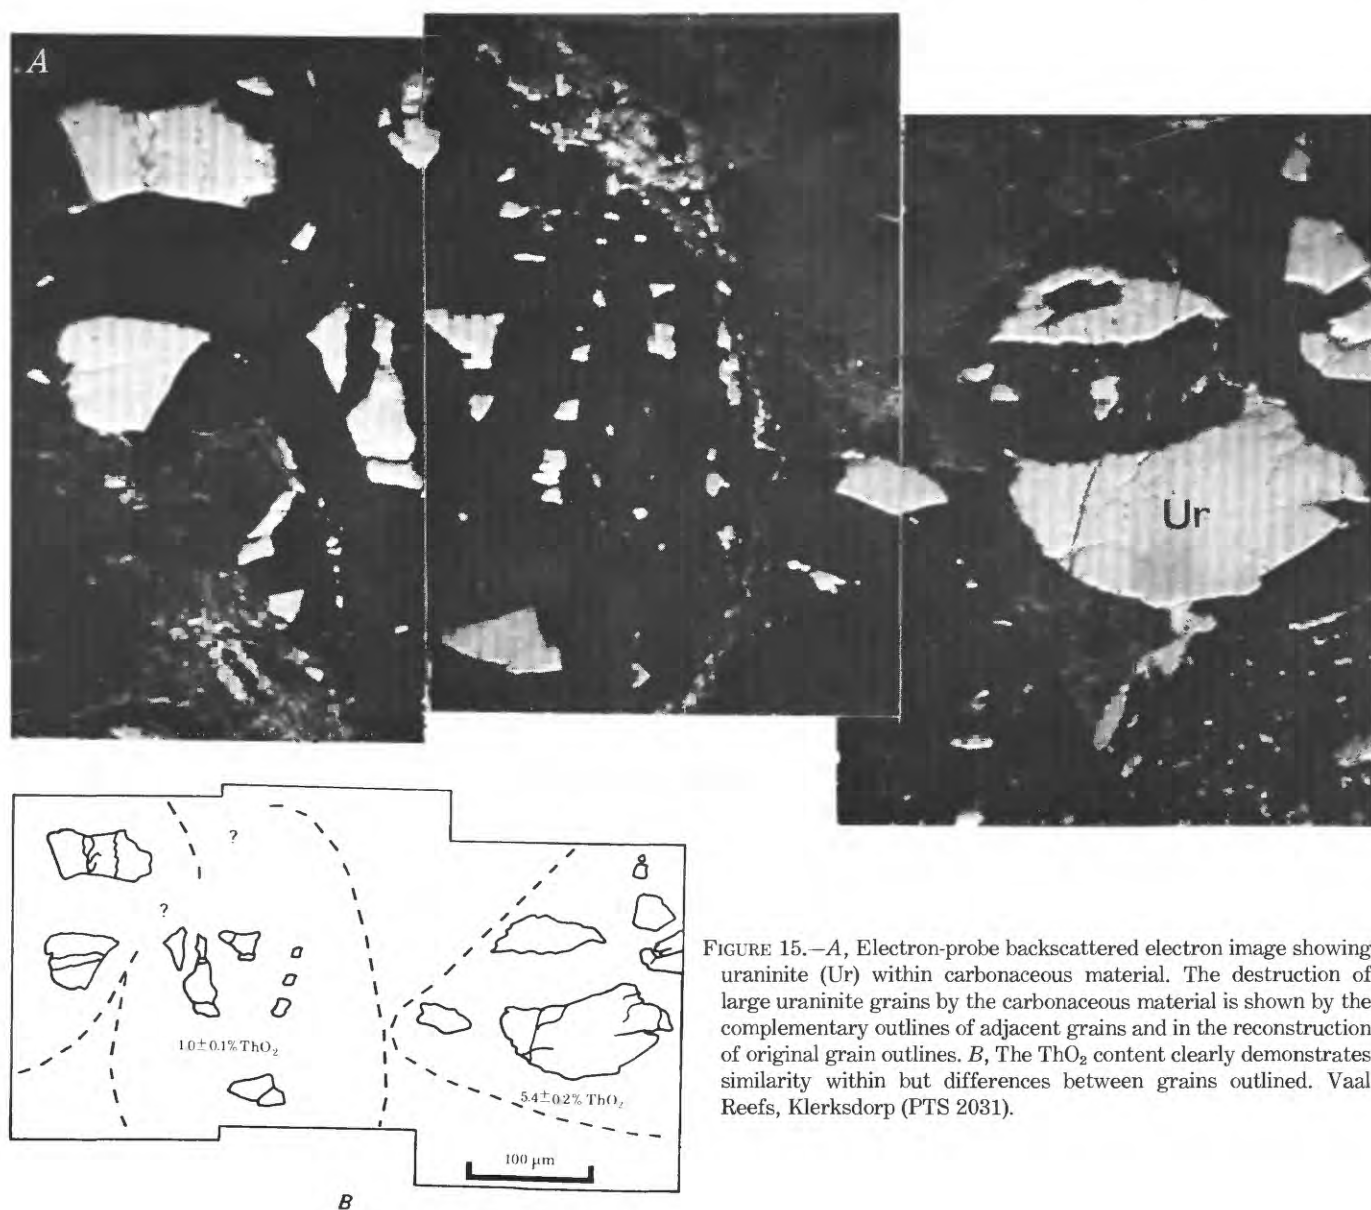 A
Ur
?
?
1.0±0.1% ThO₂
5.4±0.2% ThO₂
100 μm
B
FIGURE 15.—A, Electron-probe backscattered electron image showing
uraninite (Ur) within carbonaceous material. The destruction of
large uraninite grains by the carbonaceous material is shown by the
complementary outlines of adjacent grains and in the reconstruction
of original grain outlines. B, The ThO₂ content clearly demonstrates
similarity within but differences between grains outlined. Vaal
Reefs, Klerksdorp (PTS 2031).